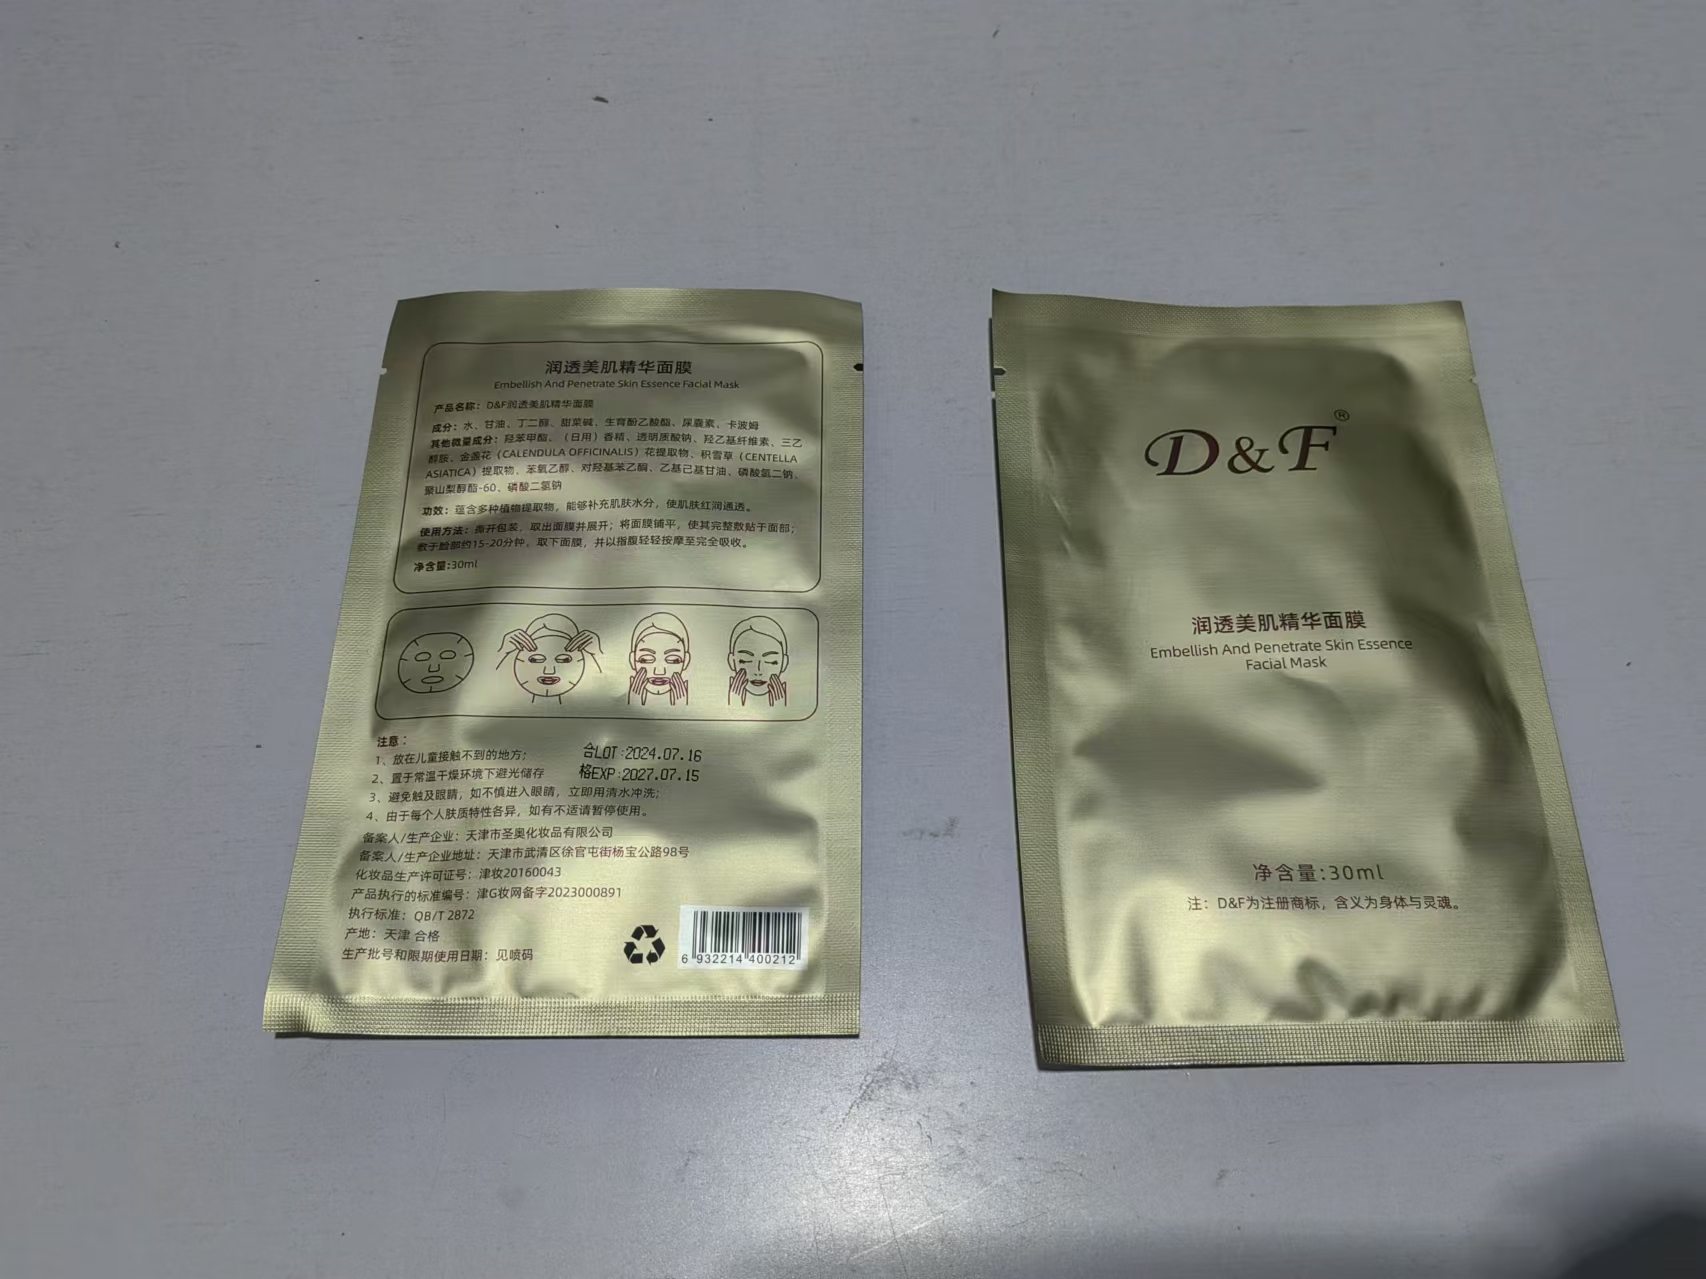 润透美肌精华面膜
Embellish And Penetrate Skin Essence Facial Mask
产品名称：D&F润透美肌精华面膜
成分：水、甘油、丁二醇、甜菜碱、生育酚乙酸酯、尿囊素、卡波姆
其他微量成分：羟苯甲酯、（日用）香精、透明质酸钠、羟乙基纤维素、三乙
醇胺、金盏花（CALENDULA OFFICINALIS）花提取物、积雪草（CENTELLA
ASIATICA）提取物、苯氧乙醇、对羟基苯乙酮、乙基己基甘油、磷酸氢二钠、
聚山梨醇酯-60、磷酸二氢钠
功效：蕴含多种植物提取物，能够补充肌肤水分，使肌肤红润通透。
使用方法：撕开包装，取出面膜并展开；将面膜铺平，使其完整敷贴于面部；
敷于脸部约15-20分钟，取下面膜，并以指腹轻轻按摩至完全吸收。
净含量:30ml
注意：
1、放在儿童接触不到的地方；
2、置于常温干燥环境下避光储存
合LOT:2024.07.16
格EXP:2027.07.15
3、避免触及眼睛，如不慎进入眼睛，立即用清水冲洗；
4、由于每个人肤质特性各异，如有不适请暂停使用。
备案人/生产企业：天津市圣奥化妆品有限公司
备案人/生产企业地址：天津市武清区徐官屯街杨宝公路98号
化妆品生产许可证号：津妆20160043
产品执行的标准编号：津G妆网备字2023000891
执行标准：QB/T 2872
产地：天津 合格
生产批号和限期使用日期：见喷码
6 932214 400212
D&F®
润透美肌精华面膜
Embellish And Penetrate Skin Essence
Facial Mask
净含量:30ml
注：D&F为注册商标，含义为身体与灵魂。